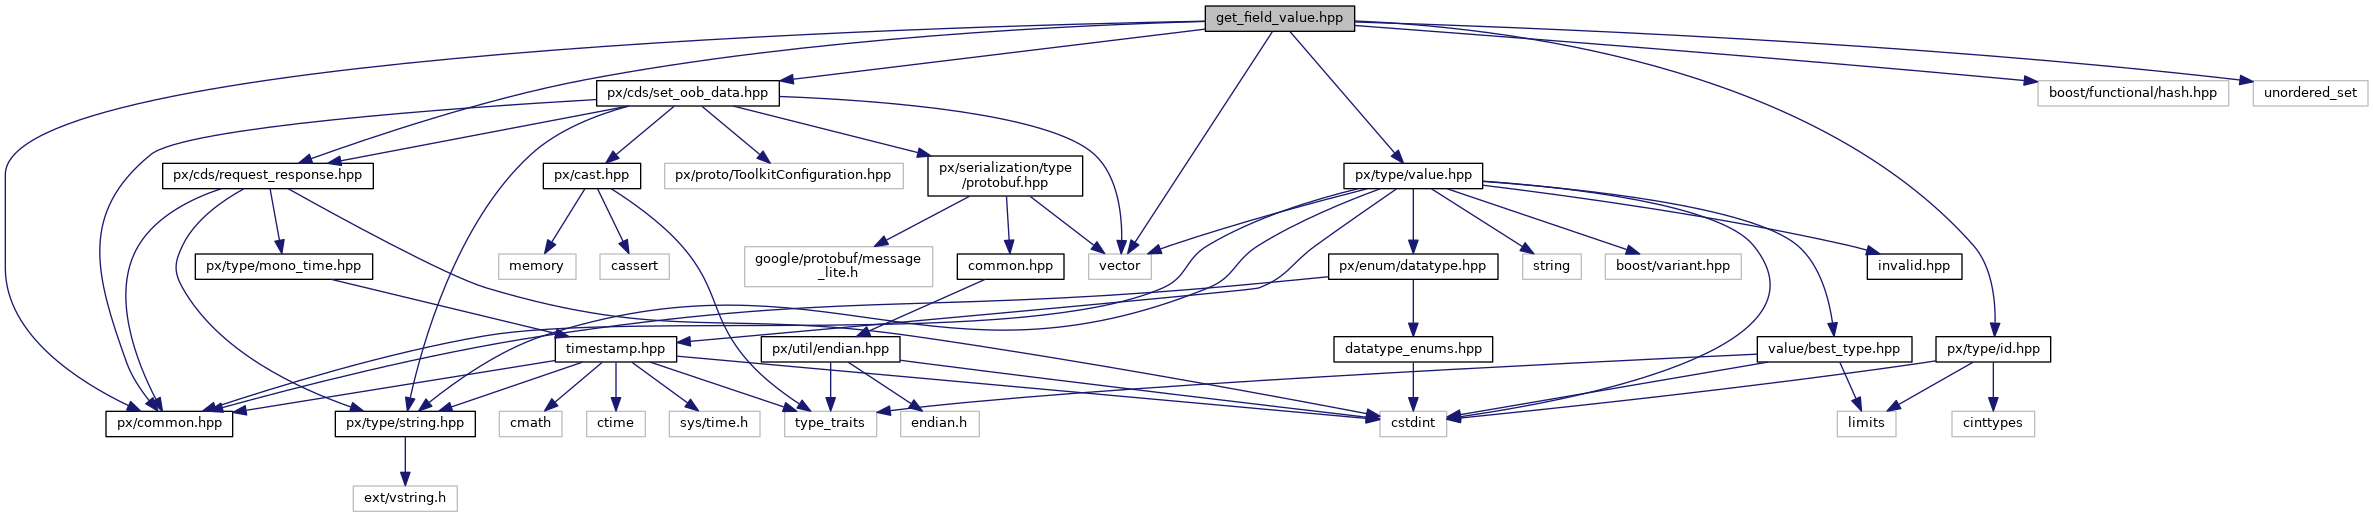 get_field_value.hpp
px/cds/set_oob_data.hpp
boost/functional/hash.hpp
unordered_set
px/cds/request_response.hpp
px/cast.hpp
px/proto/ToolkitConfiguration.hpp
px/serialization/type
/protobuf.hpp
px/type/value.hpp
px/type/mono_time.hpp
memory
cassert
google/protobuf/message
_lite.h
common.hpp
vector
px/enum/datatype.hpp
string
boost/variant.hpp
invalid.hpp
timestamp.hpp
px/util/endian.hpp
datatype_enums.hpp
value/best_type.hpp
px/type/id.hpp
px/common.hpp
px/type/string.hpp
cmath
ctime
sys/time.h
type_traits
endian.h
cstdint
limits
cinttypes
ext/vstring.h